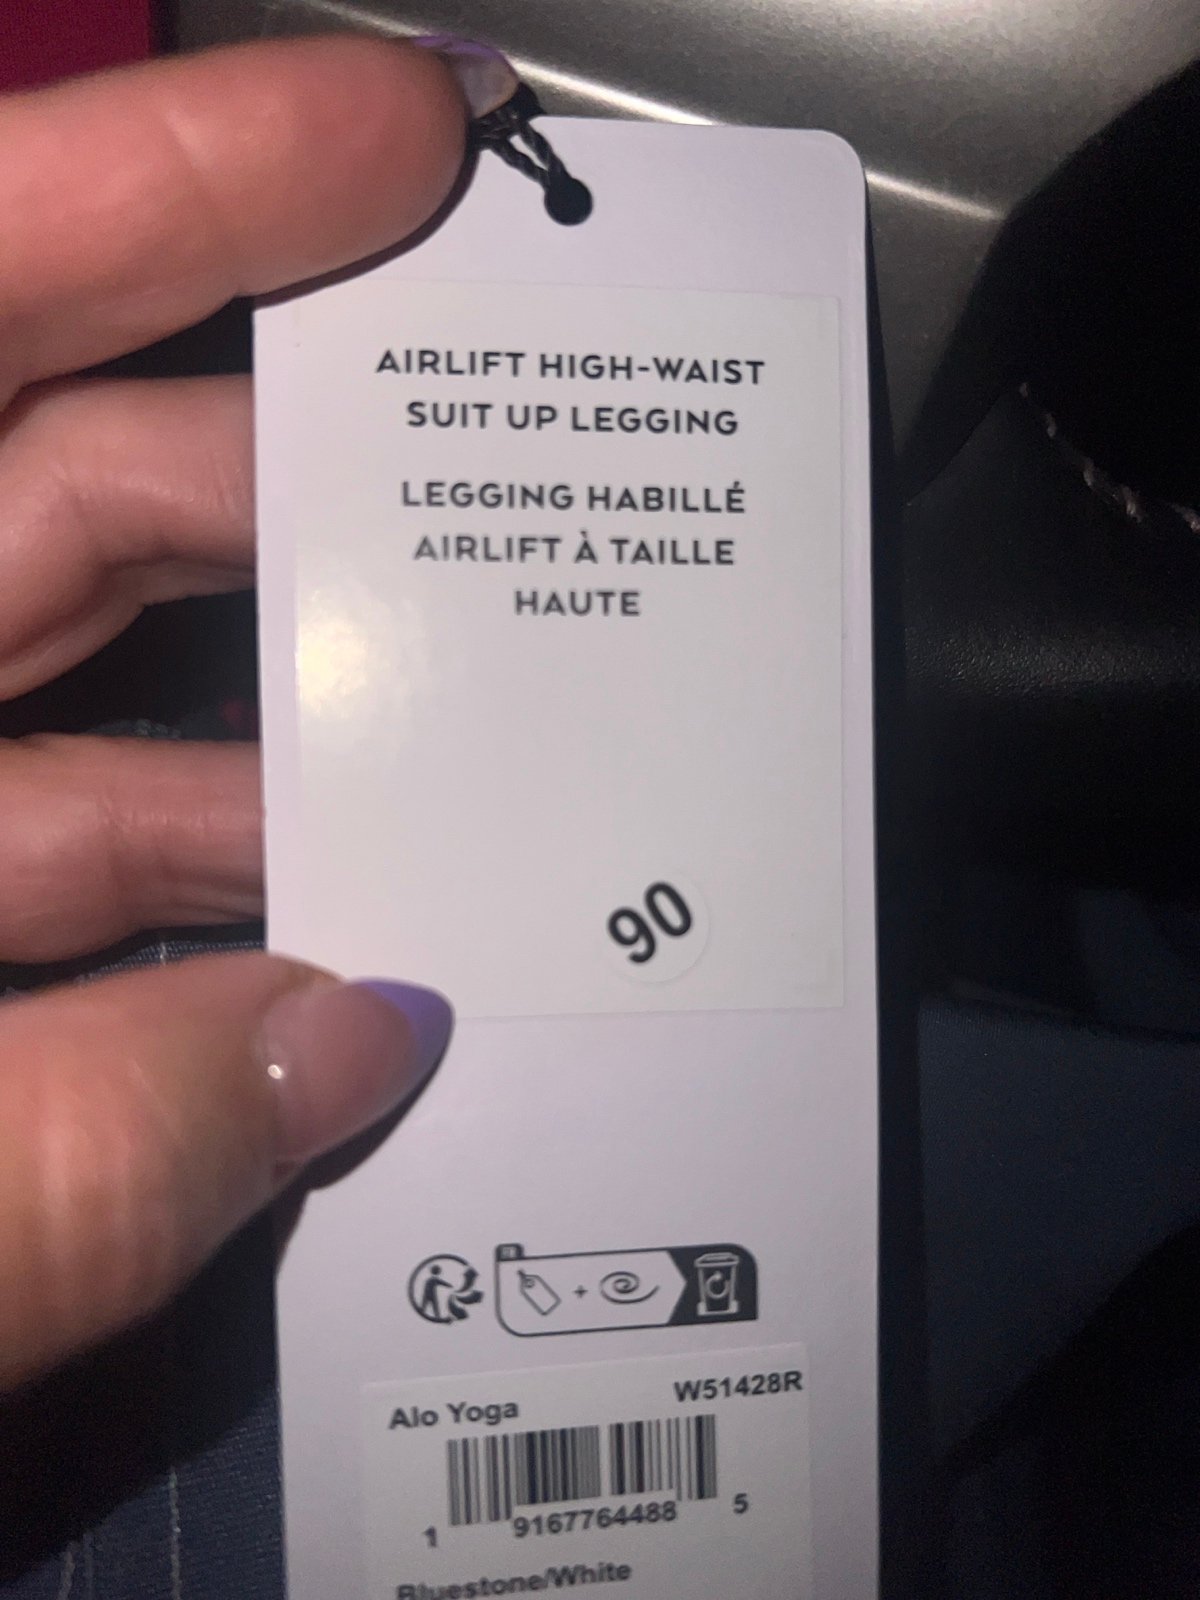 AIRLIFT HIGH-WAIST
SUIT UP LEGGING
LEGGING HABILLÉ
AIRLIFT À TAILLE
HAUTE
90
FR
+
Alo Yoga W51428R
1 9167764488 5
Bluestone/White